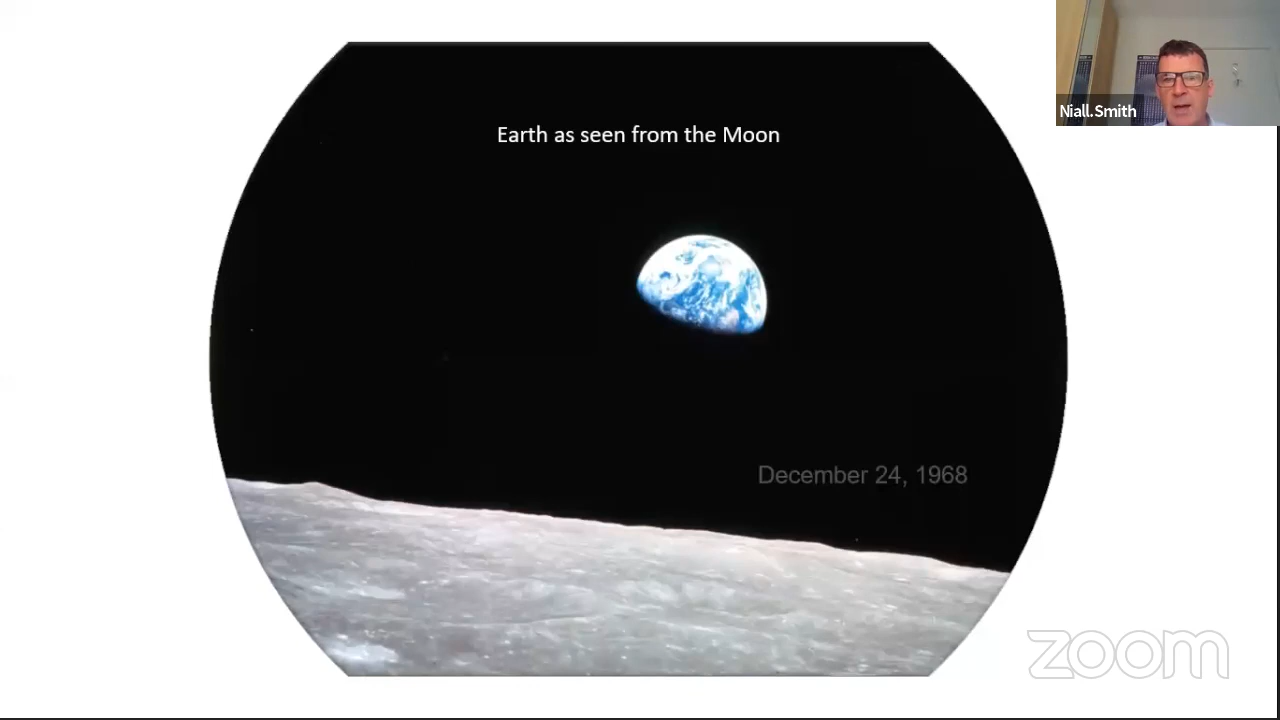 Niall.Smith
Earth as seen from the Moon
December 24, 1968
zoom